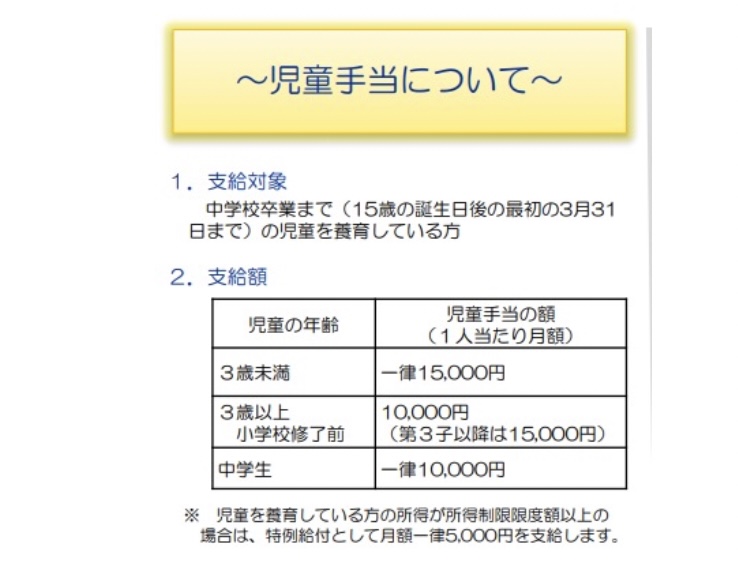 ～児童手当について～
１．支給対象
中学校卒業まで（15歳の誕生日後の最初の3月31
日まで）の児童を養育している方
２．支給額
児童の年齢
児童手当の額
（１人当たり月額）
３歳未満
一律15,000円
３歳以上
小学校修了前
10,000円
（第３子以降は15,000円）
中学生
一律10,000円
※　児童を養育している方の所得が所得制限限度額以上の
場合は、特例給付として月額一律5,000円を支給します。